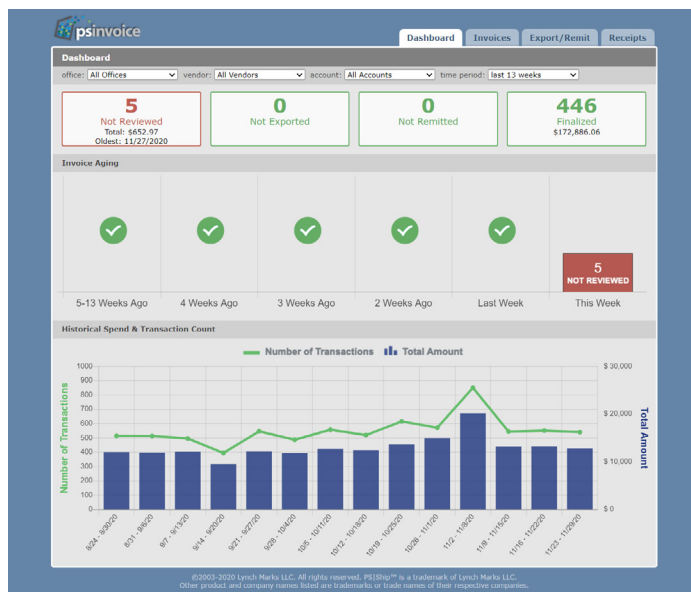 psinvoice
Dashboard Invoices Export/Remit Receipts
Dashboard
office: All Offices vendor: All Vendors account: All Accounts time period: last 13 weeks
5 0 0 446
Not Reviewed Not Exported Not Remitted Finalized
Total: $652.97 $172,886.06
Oldest: 11/27/2020
Invoice Aging
5
NOT REVIEWED
5-13 Weeks Ago 4 Weeks Ago 3 Weeks Ago 2 Weeks Ago Last Week This Week
Historical Spend & Transaction Count
Number of Transactions Total Amount
1000 $ 30,000
900
800
700 $ 20,000
600
500
400
300 $ 10,000
200
100
0 $ 0
Number of Transactions
Total Amount
8/24 - 8/30/20 8/31 - 9/6/20 9/7 - 9/13/20 9/14 - 9/20/20 9/21 - 9/27/20 9/28 - 10/4/20 10/5 - 10/11/20 10/12 - 10/18/20 10/19 - 10/25/20 10/26 - 11/1/20 11/2 - 11/8/20 11/9 - 11/15/20 11/16 - 11/22/20 11/23 - 11/29/20
©2003-2020 Lynch Marks LLC. All rights reserved. PS|Ship™ is a trademark of Lynch Marks LLC.
Other product and company names listed are trademarks or trade names of their respective companies.